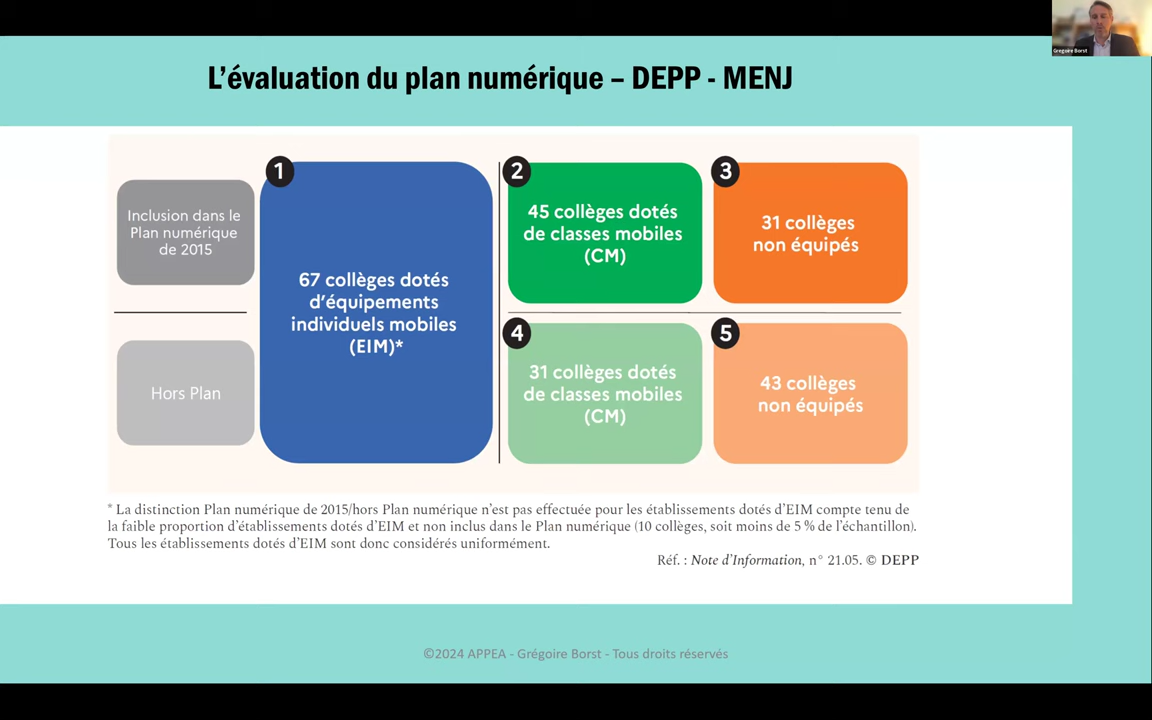 Grégoire Borst
L'évaluation du plan numérique – DEPP - MENJ
Inclusion dans le
Plan numérique
de 2015
1
67 collèges dotés
d'équipements
individuels mobiles
(EIM)*
2
45 collèges dotés
de classes mobiles
(CM)
3
31 collèges
non équipés
Hors Plan
4
31 collèges dotés
de classes mobiles
(CM)
5
43 collèges
non équipés
* La distinction Plan numérique de 2015/hors Plan numérique n'est pas effectuée pour les établissements dotés d'EIM compte tenu de
la faible proportion d'établissements dotés d'EIM et non inclus dans le Plan numérique (10 collèges, soit moins de 5 % de l'échantillon).
Tous les établissements dotés d'EIM sont donc considérés uniformément.
Réf. : Note d'Information, n° 21.05. © DEPP
©2024 APPEA - Grégoire Borst - Tous droits réservés